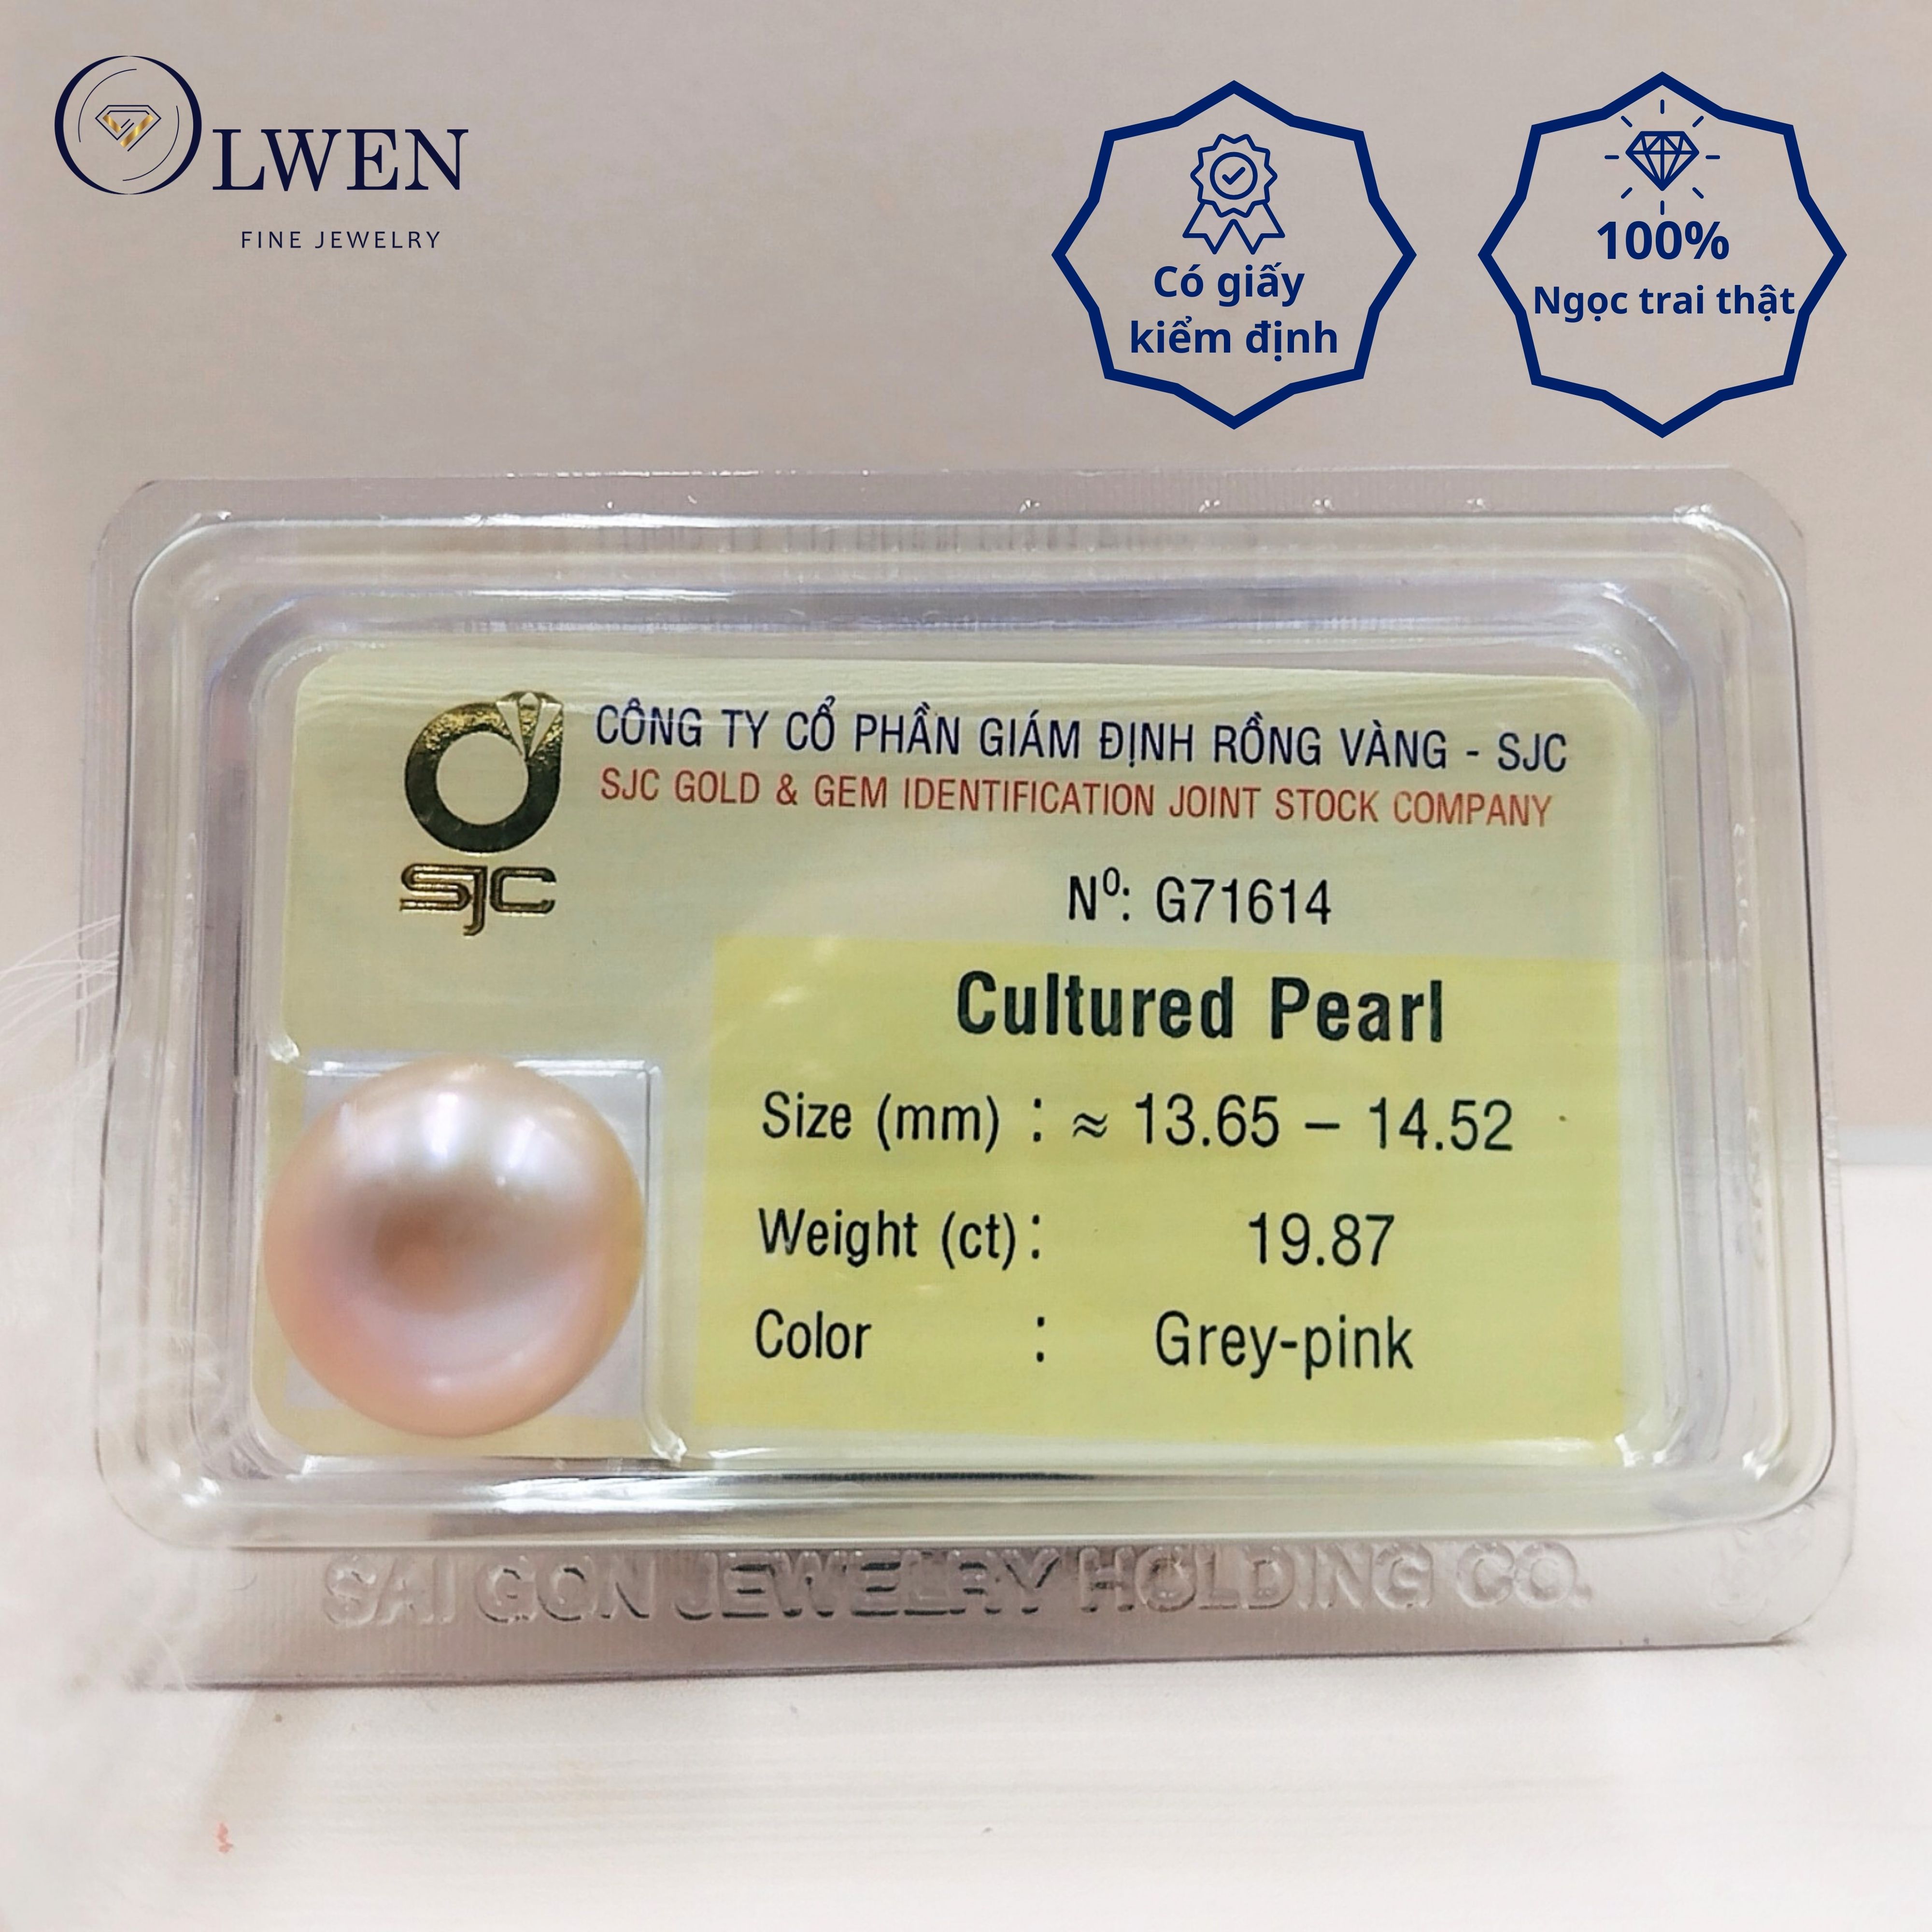 OLWEN
FINE JEWELRY
Có giấy
kiểm định
100%
Ngọc trai thật
CÔNG TY CỔ PHẦN GIÁM ĐỊNH RỒNG VÀNG - SJC
SJC GOLD & GEM IDENTIFICATION JOINT STOCK COMPANY
SJC
Nº: G71614
Cultured Pearl
Size (mm) : ≈ 13.65 – 14.52
Weight (ct) : 19.87
Color : Grey-pink
SAI GON JEWELRY HOLDING CO.